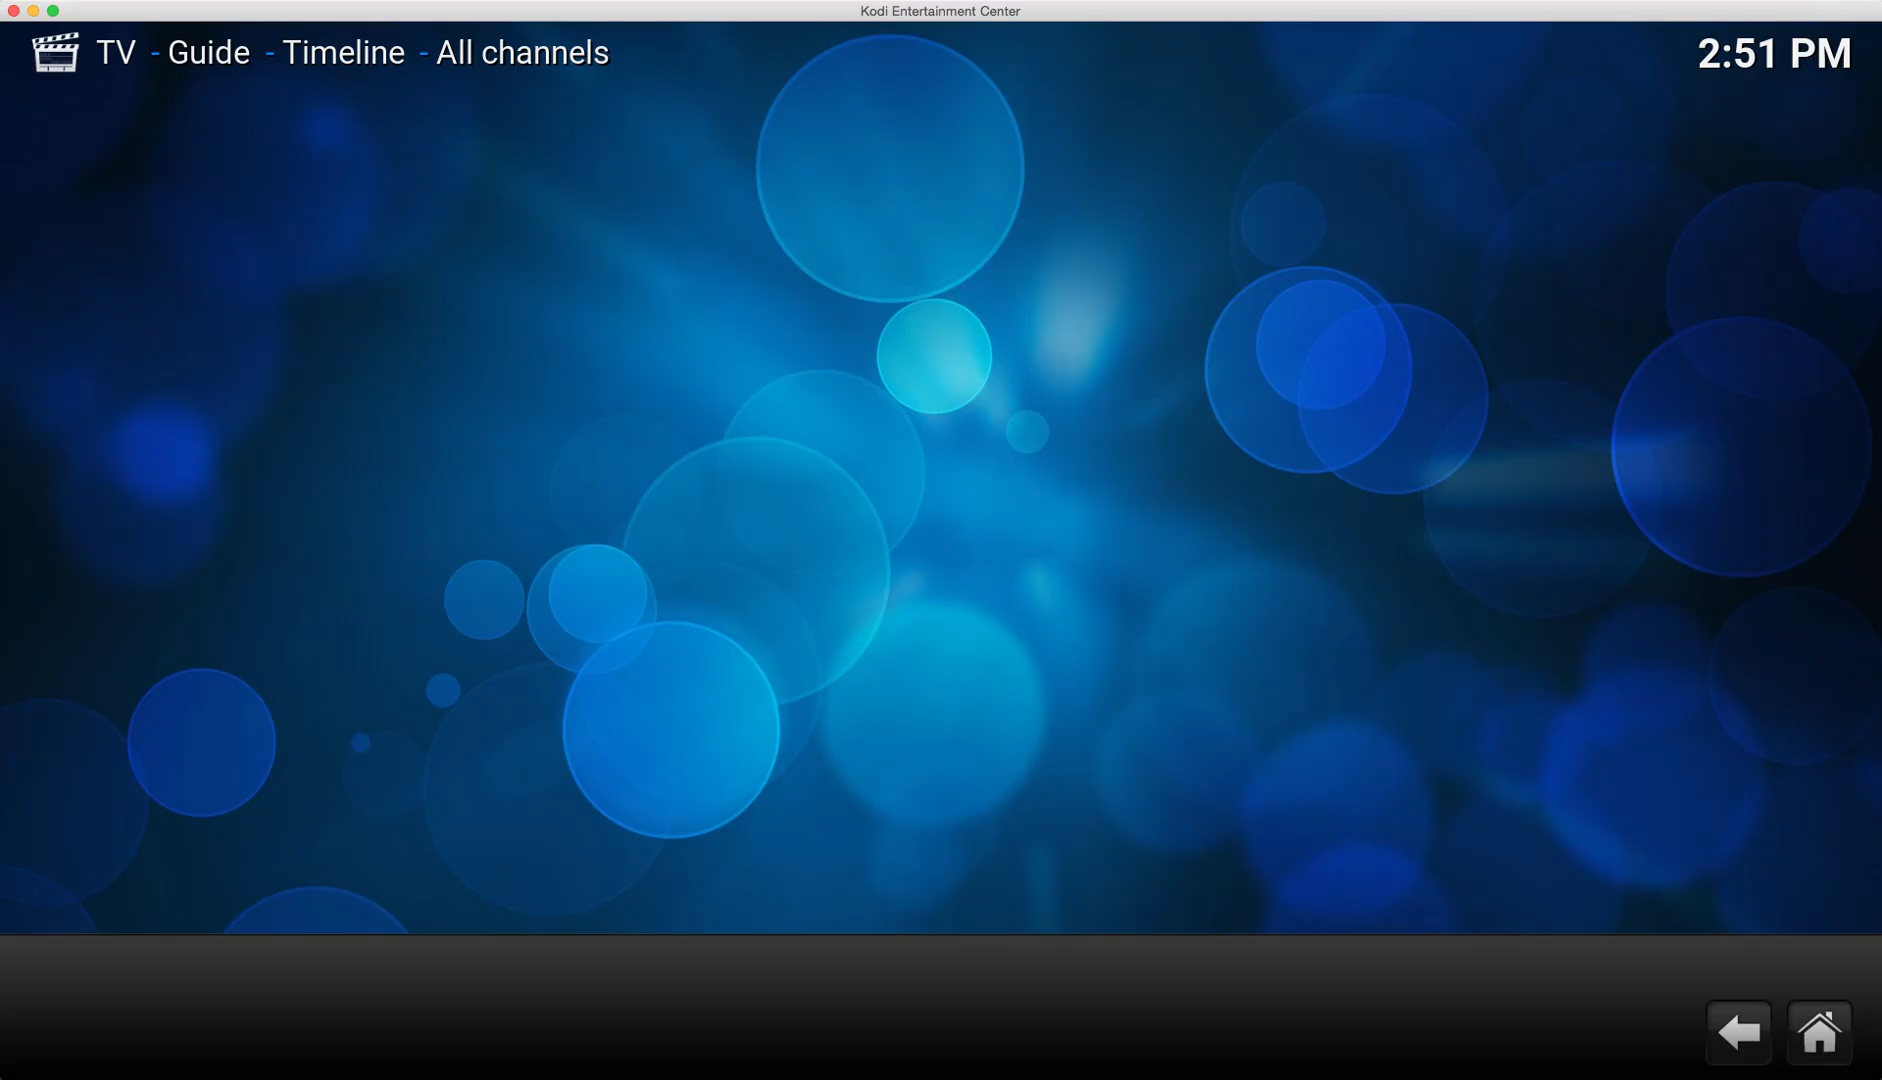 Kodi Entertainment Center
TV - Guide - Timeline - All channels
2:51 PM